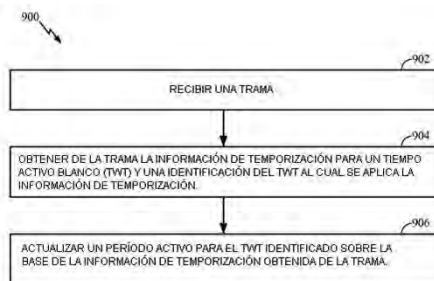 900
902
RECIBIR UNA TRAMA
904
OBTENER DE LA TRAMA LA INFORMACIÓN DE TEMPORIZACIÓN PARA UN TIEMPO
ACTIVO BLANCO (TWT) Y UNA IDENTIFICACIÓN DEL TWT AL CUAL SE APLICA LA
INFORMACIÓN DE TEMPORIZACIÓN.
906
ACTUALIZAR UN PERÍODO ACTIVO PARA EL TWT IDENTIFICADO SOBRE LA
BASE DE LA INFORMACIÓN DE TEMPORIZACIÓN OBTENIDA DE LA TRAMA.